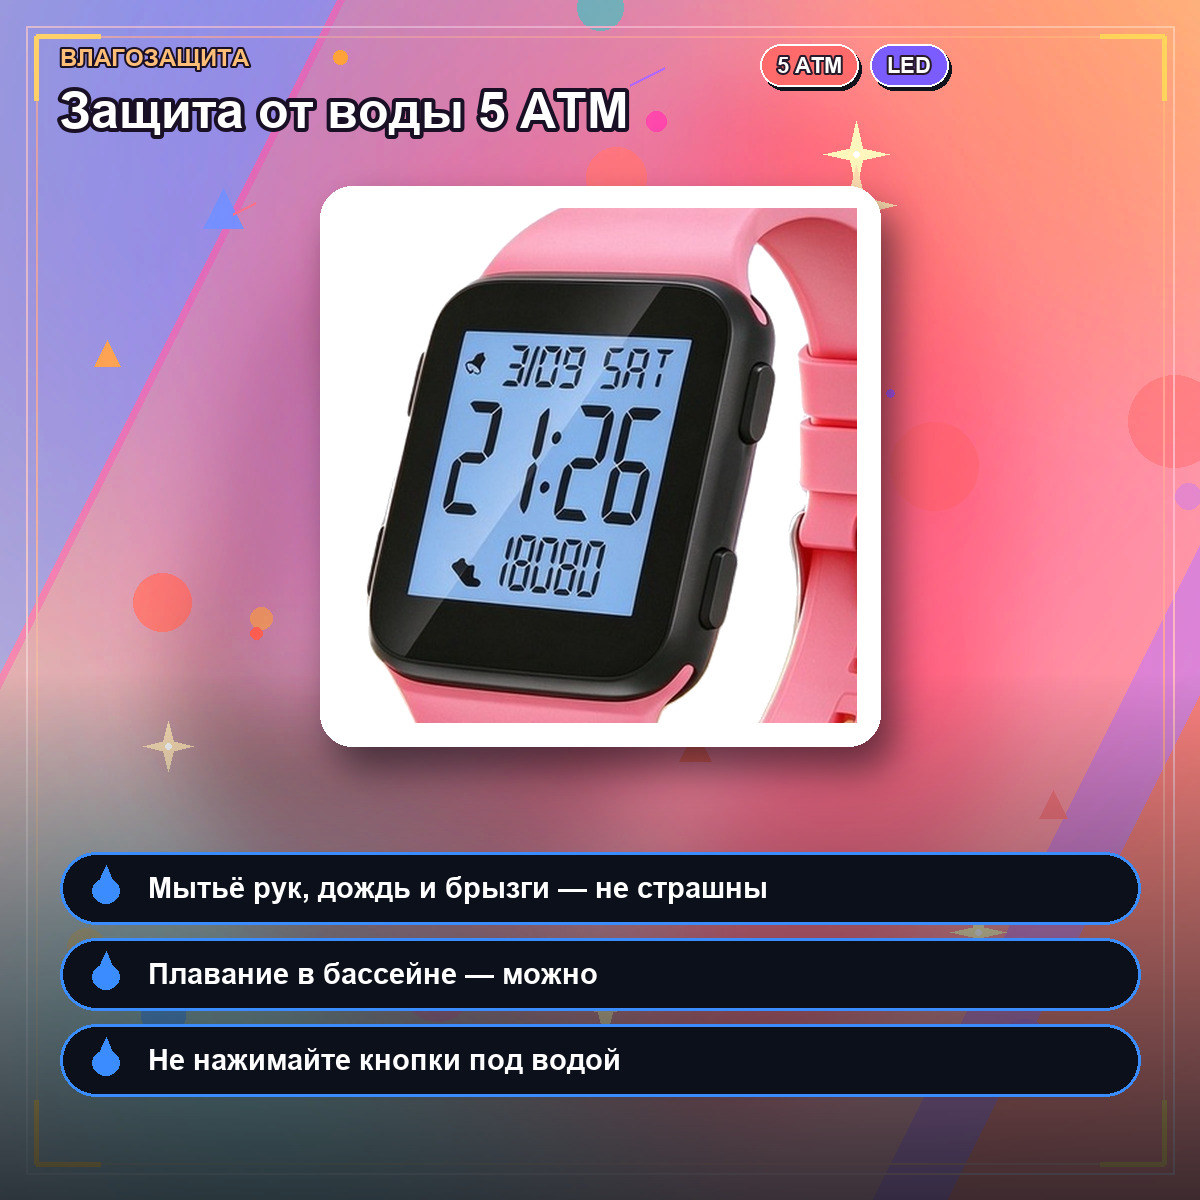 ВЛАГОЗАЩИТА
Защита от воды 5 ATM
5 ATM
LED
3/09 SAT
21:26
18080
Мытьё рук, дождь и брызги — не страшны
Плавание в бассейне — можно
Не нажимайте кнопки под водой